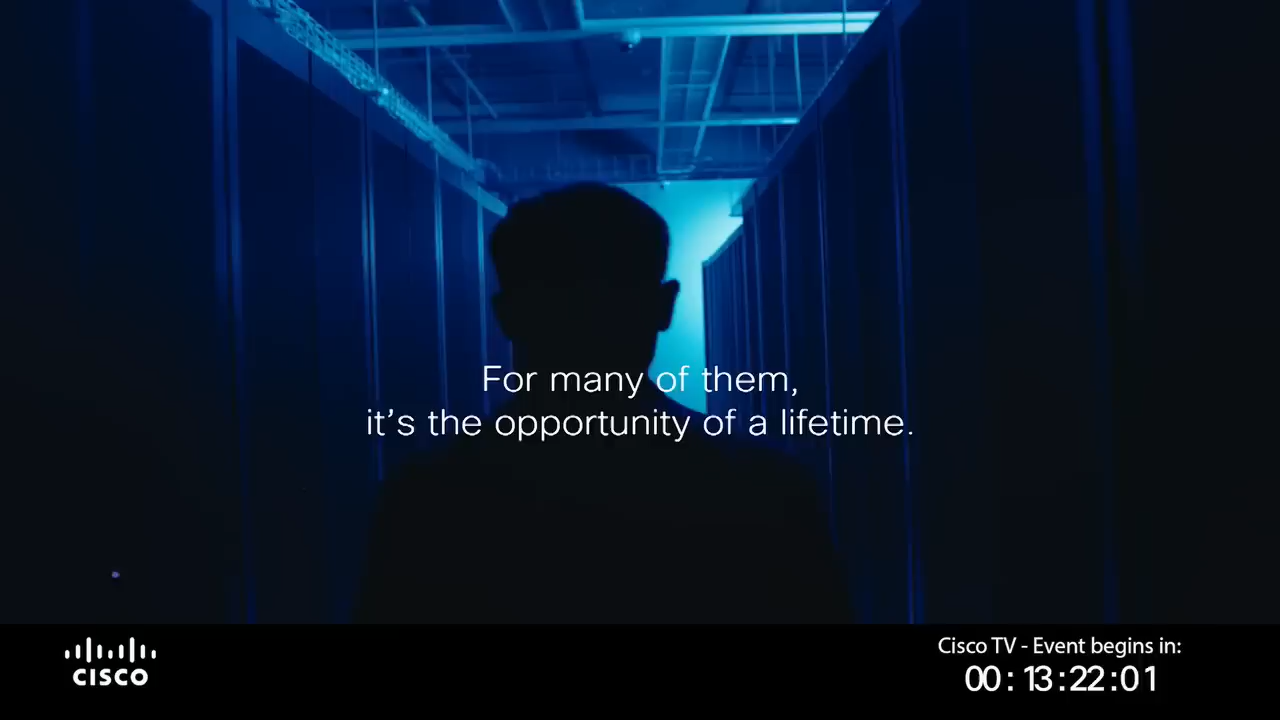 For many of them,
it's the opportunity of a lifetime.
CISCO
Cisco TV - Event begins in:
00:13:22:01